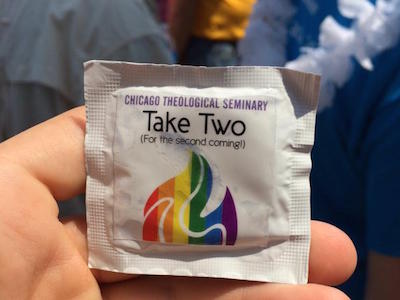 CHICAGO THEOLOGICAL SEMINARY
Take Two
(For the second coming!)